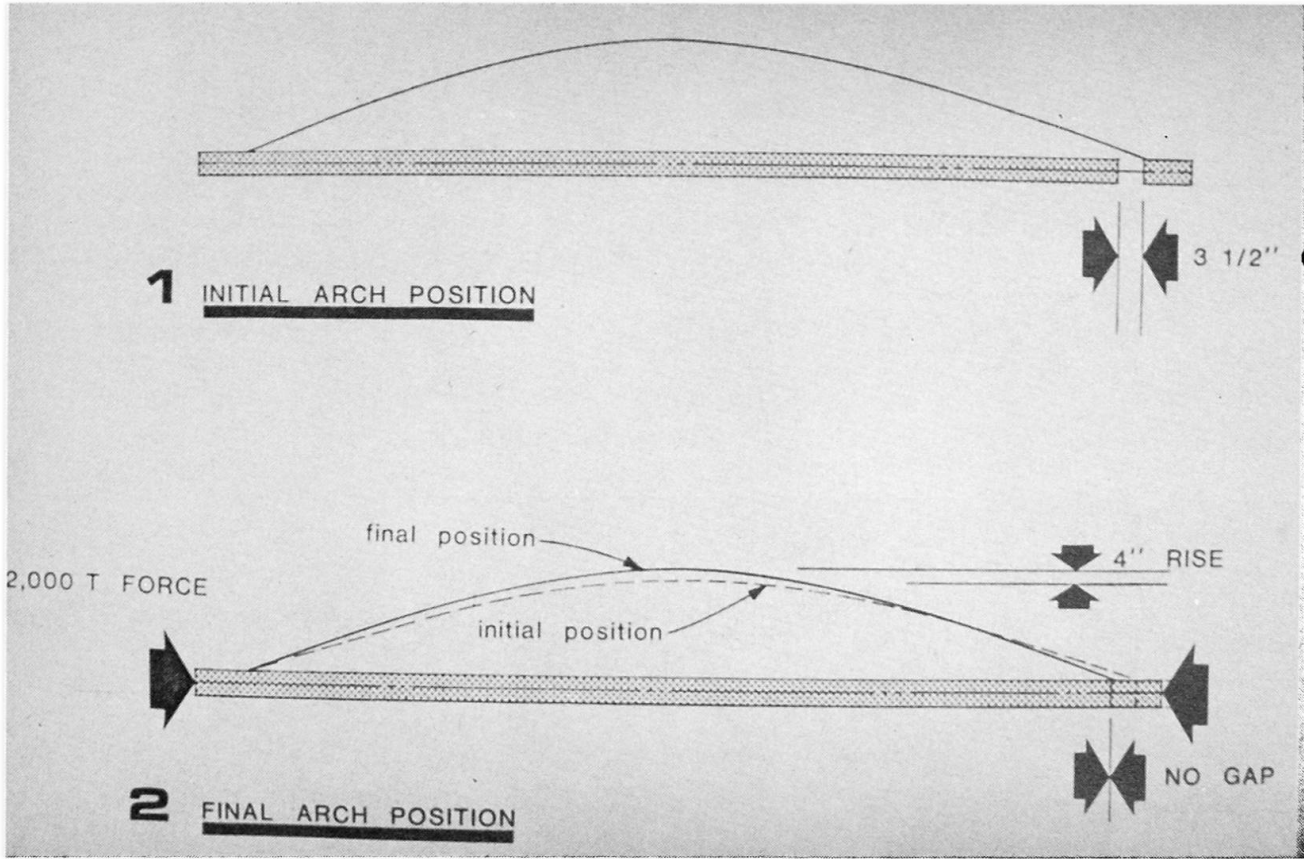 3 1/2"
1 INITIAL ARCH POSITION
final position
4" RISE
2,000 T FORCE
initial position
NO GAP
2 FINAL ARCH POSITION